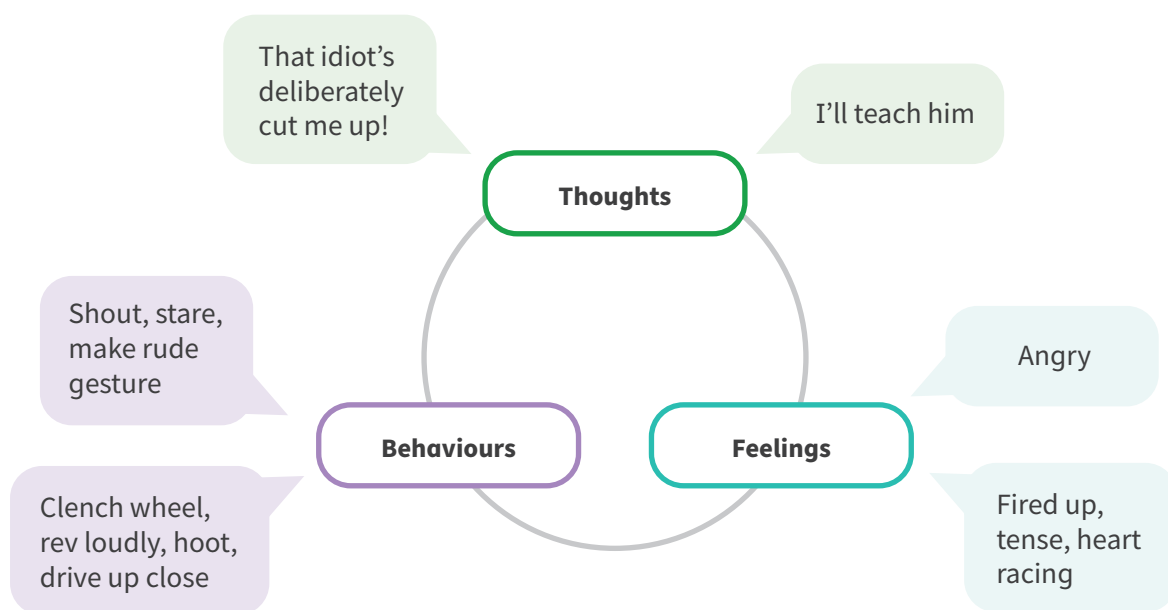 That idiot’s
deliberately
cut me up!
I’ll teach him
Thoughts
Shout, stare,
make rude
gesture
Angry
Behaviours
Feelings
Clench wheel,
rev loudly, hoot,
drive up close
Fired up,
tense, heart
racing